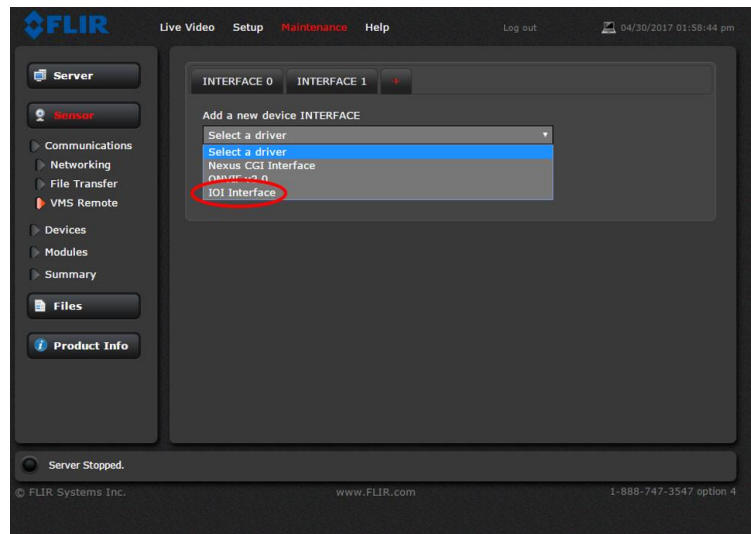 FLIR
Live Video Setup Maintenance Help Log out 04/30/2017 01:58:44 pm
Server
Sensor
Communications
Networking
File Transfer
VMS Remote
Devices
Modules
Summary
Files
Product Info
INTERFACE 0 INTERFACE 1 +
Add a new device INTERFACE
Select a driver
Select a driver
Nexus CGI Interface
ONVIF v2.0
IOI Interface
Server Stopped.
© FLIR Systems Inc. www.FLIR.com 1-888-747-3547 option 4